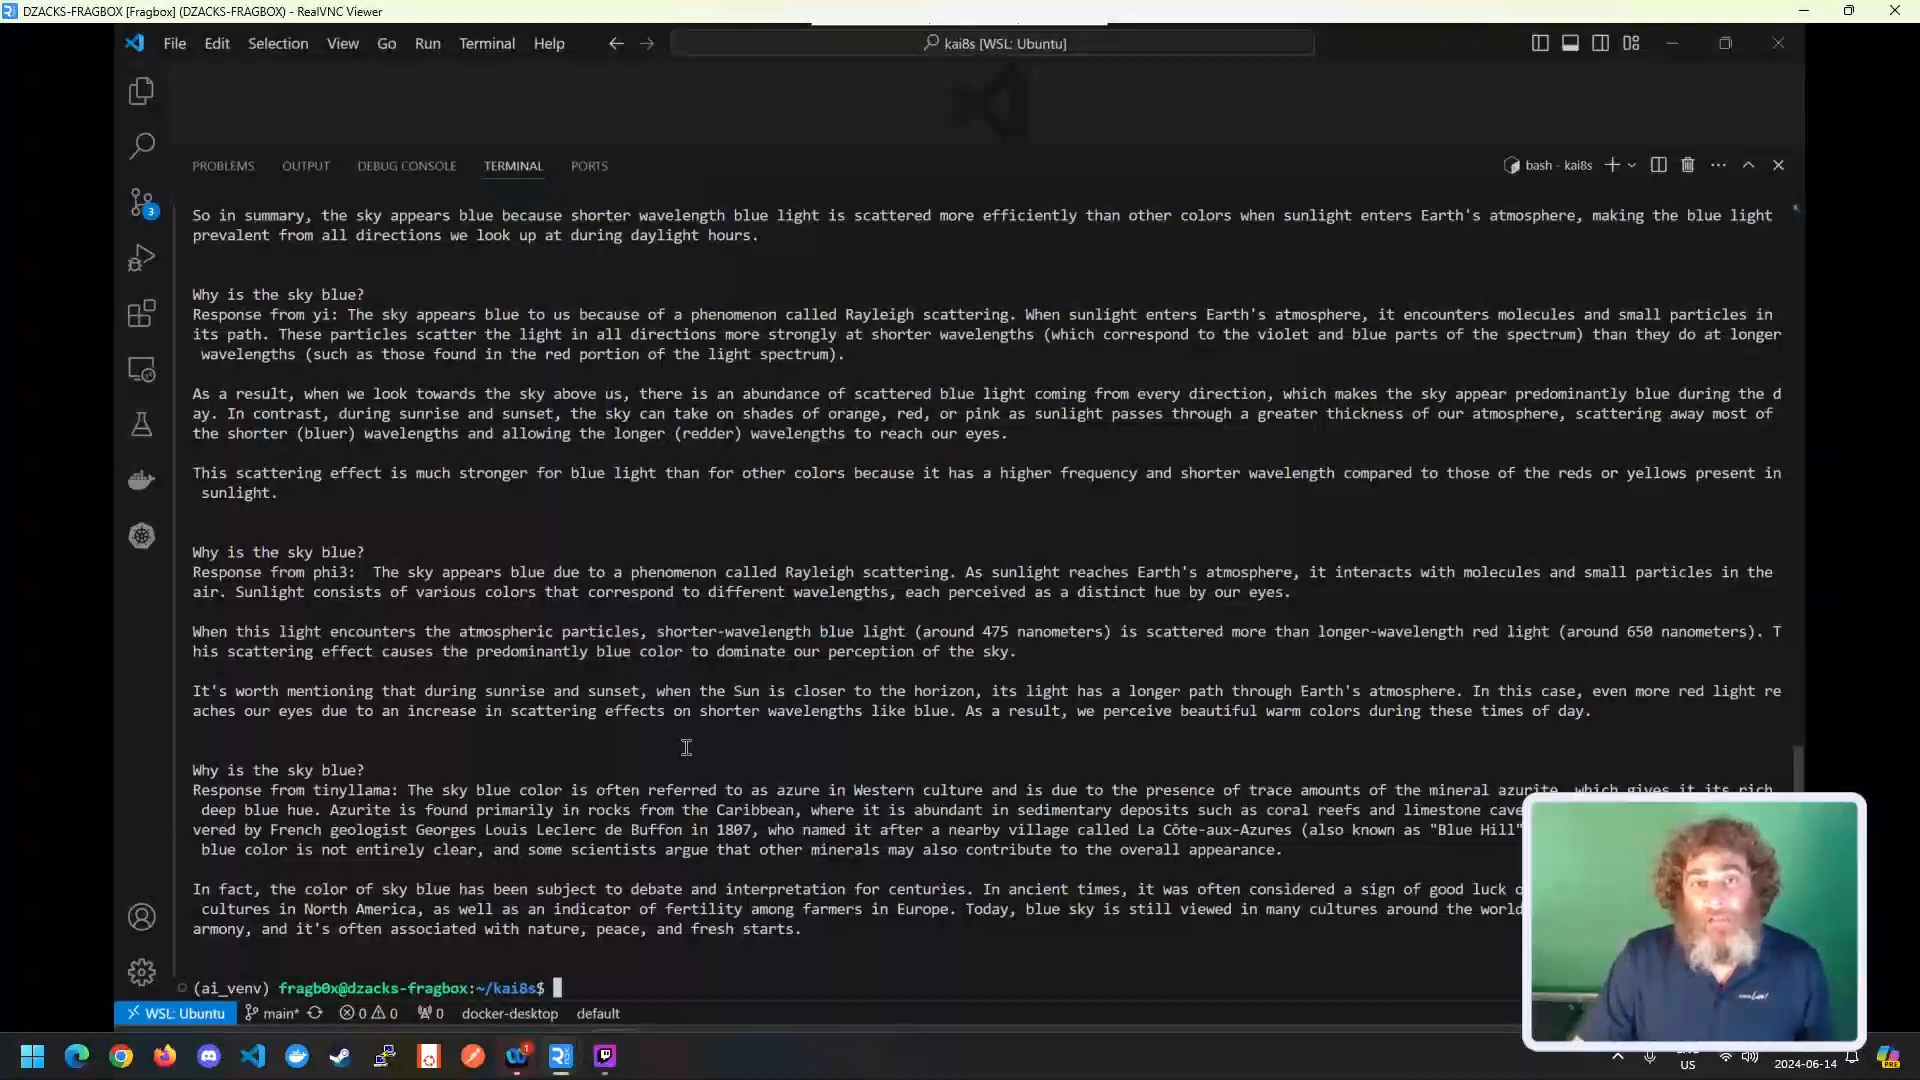 DZACKS-FRAGBOX [Fragbox] (DZACKS-FRAGBOX) - RealVNC Viewer
File Edit Selection View Go Run Terminal Help
kai8s [WSL: Ubuntu]
PROBLEMS OUTPUT DEBUG CONSOLE TERMINAL PORTS
bash - kai8s
So in summary, the sky appears blue because shorter wavelength blue light is scattered more efficiently than other colors when sunlight enters Earth's atmosphere, making the blue light
prevalent from all directions we look up at during daylight hours.
Why is the sky blue?
Response from yi: The sky appears blue to us because of a phenomenon called Rayleigh scattering. When sunlight enters Earth's atmosphere, it encounters molecules and small particles in
its path. These particles scatter the light in all directions more strongly at shorter wavelengths (which correspond to the violet and blue parts of the spectrum) than they do at longer
wavelengths (such as those found in the red portion of the light spectrum).
As a result, when we look towards the sky above us, there is an abundance of scattered blue light coming from every direction, which makes the sky appear predominantly blue during the d
ay. In contrast, during sunrise and sunset, the sky can take on shades of orange, red, or pink as sunlight passes through a greater thickness of our atmosphere, scattering away most of
the shorter (bluer) wavelengths and allowing the longer (redder) wavelengths to reach our eyes.
This scattering effect is much stronger for blue light than for other colors because it has a higher frequency and shorter wavelength compared to those of the reds or yellows present in
sunlight.
Why is the sky blue?
Response from phi3: The sky appears blue due to a phenomenon called Rayleigh scattering. As sunlight reaches Earth's atmosphere, it interacts with molecules and small particles in the
air. Sunlight consists of various colors that correspond to different wavelengths, each perceived as a distinct hue by our eyes.
When this light encounters the atmospheric particles, shorter-wavelength blue light (around 475 nanometers) is scattered more than longer-wavelength red light (around 650 nanometers). T
his scattering effect causes the predominantly blue color to dominate our perception of the sky.
It's worth mentioning that during sunrise and sunset, when the Sun is closer to the horizon, its light has a longer path through Earth's atmosphere. In this case, even more red light re
aches our eyes due to an increase in scattering effects on shorter wavelengths like blue. As a result, we perceive beautiful warm colors during these times of day.
Why is the sky blue?
Response from tinyllama: The sky blue color is often referred to as azure in Western culture and is due to the presence of trace amounts of the mineral azurite, which gives it its rich
deep blue hue. Azurite is found primarily in rocks from the Caribbean, where it is abundant in sedimentary deposits such as coral reefs and limestone cave
vered by French geologist Georges Louis Leclerc de Buffon in 1807, who named it after a nearby village called La Côte-aux-Azures (also known as "Blue Hill"
blue color is not entirely clear, and some scientists argue that other minerals may also contribute to the overall appearance.
In fact, the color of sky blue has been subject to debate and interpretation for centuries. In ancient times, it was often considered a sign of good luck
cultures in North America, as well as an indicator of fertility among farmers in Europe. Today, blue sky is still viewed in many cultures around the world
armony, and it's often associated with nature, peace, and fresh starts.
(ai_venv) fragb0x@dzacks-fragbox:~/kai8s$
WSL: Ubuntu main* 0 0 0 docker-desktop default
3
1
US
2024-06-14
PRE